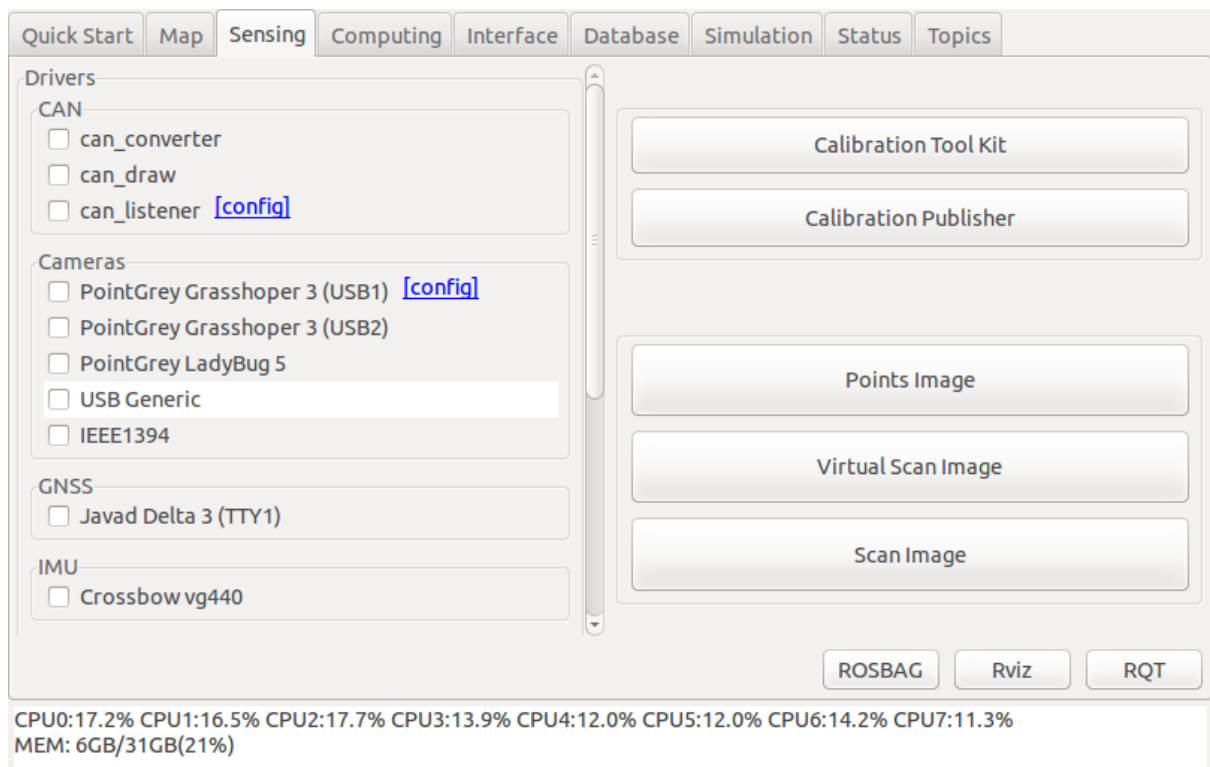 Quick Start Map Sensing Computing Interface Database Simulation Status Topics
Drivers
CAN
can_converter
can_draw
can_listener [config]
Cameras
PointGrey Grasshoper 3 (USB1) [config]
PointGrey Grasshoper 3 (USB2)
PointGrey LadyBug 5
USB Generic
IEEE1394
GNSS
Javad Delta 3 (TTY1)
IMU
Crossbow vg440
Calibration Tool Kit
Calibration Publisher
Points Image
Virtual Scan Image
Scan Image
ROSBAG Rviz RQT
CPU0:17.2% CPU1:16.5% CPU2:17.7% CPU3:13.9% CPU4:12.0% CPU5:12.0% CPU6:14.2% CPU7:11.3%
MEM: 6GB/31GB(21%)